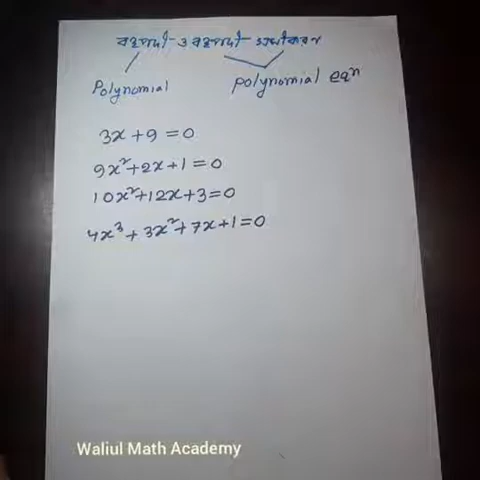 বহুপদী ও বহুপদী সমীকরণ
Polynomial
polynomial eqn
3x + 9 = 0
9x² + 2x + 1 = 0
10x² + 12x + 3 = 0
4x³ + 3x² + 7x + 1 = 0
Waliul Math Academy